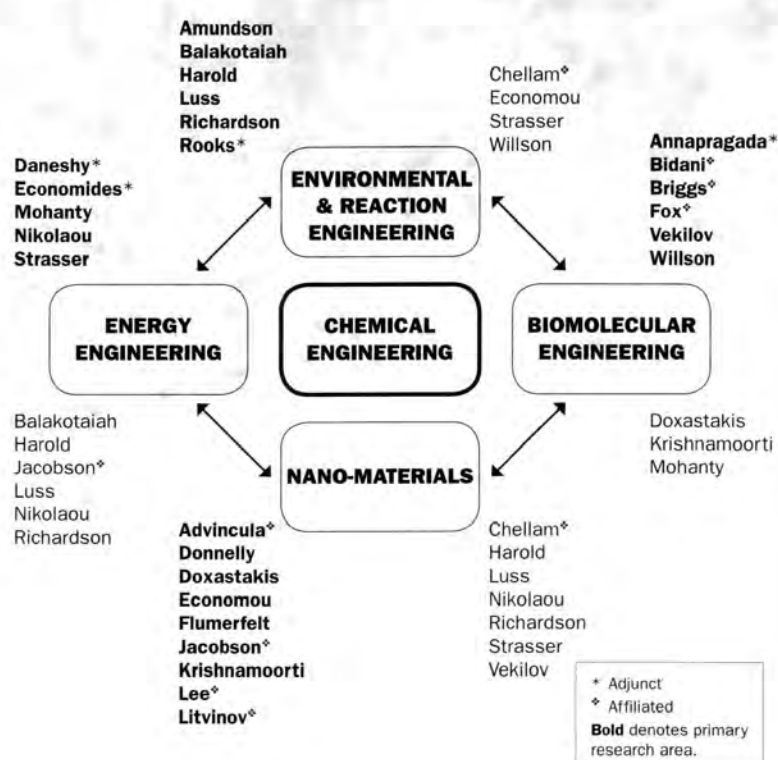 Amundson
Balakotaiah
Harold
Luss
Richardson
Rooks*
Chellam❖
Economou
Strasser
Willson
Daneshy*
Economides*
Mohanty
Nikolaou
Strasser
Annapragada*
Bidani❖
Briggs❖
Fox❖
Vekilov
Willson
ENVIRONMENTAL
& REACTION
ENGINEERING
ENERGY
ENGINEERING
CHEMICAL
ENGINEERING
BIOMOLECULAR
ENGINEERING
NANO-MATERIALS
Balakotaiah
Harold
Jacobson❖
Luss
Nikolaou
Richardson
Doxastakis
Krishnamoorti
Mohanty
Advincula❖
Donnelly
Doxastakis
Economou
Flumerfelt
Jacobson❖
Krishnamoorti
Lee❖
Litvinov❖
Chellam❖
Harold
Luss
Nikolaou
Richardson
Strasser
Vekilov
* Adjunct
❖ Affiliated
Bold denotes primary
research area.